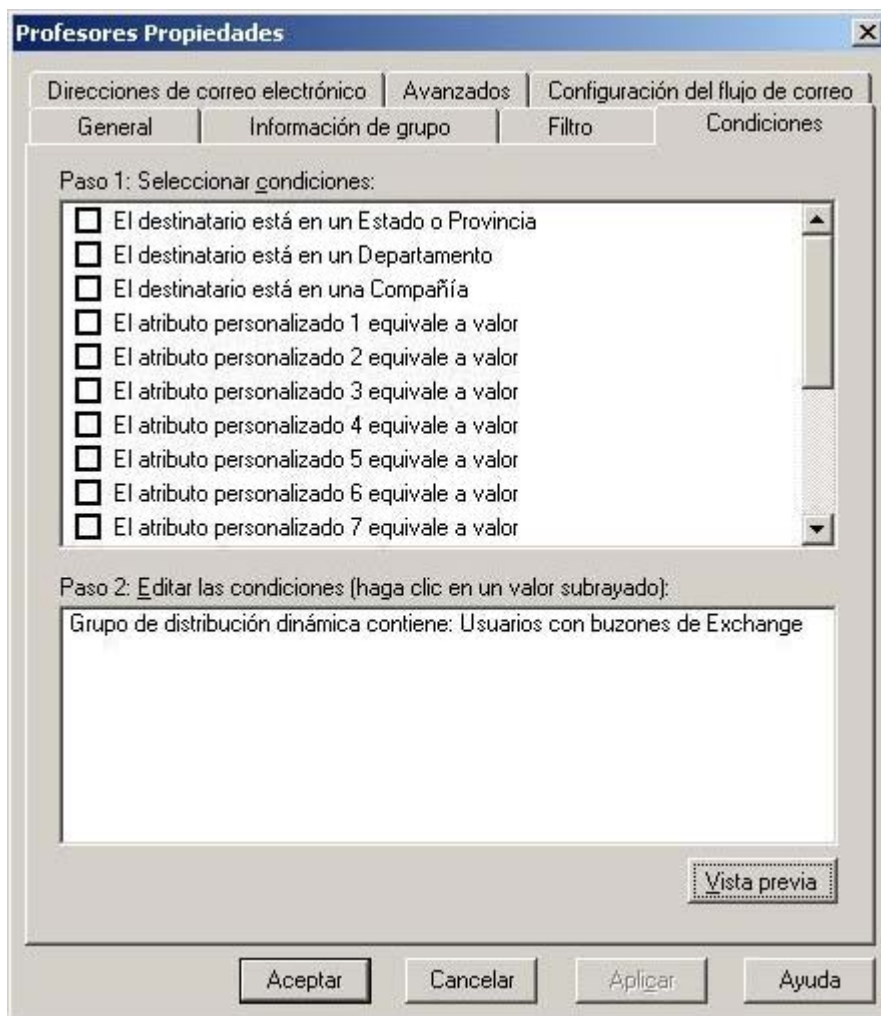 Profesores Propiedades
Direcciones de correo electrónico
Avanzados
Configuración del flujo de correo
General
Información de grupo
Filtro
Condiciones
Paso 1: Seleccionar condiciones:
El destinatario está en un Estado o Provincia
El destinatario está en un Departamento
El destinatario está en una Compañía
El atributo personalizado 1 equivale a valor
El atributo personalizado 2 equivale a valor
El atributo personalizado 3 equivale a valor
El atributo personalizado 4 equivale a valor
El atributo personalizado 5 equivale a valor
El atributo personalizado 6 equivale a valor
El atributo personalizado 7 equivale a valor
Paso 2: Editar las condiciones (haga clic en un valor subrayado):
Grupo de distribución dinámica contiene: Usuarios con buzones de Exchange
Vista previa
Aceptar
Cancelar
Aplicar
Ayuda